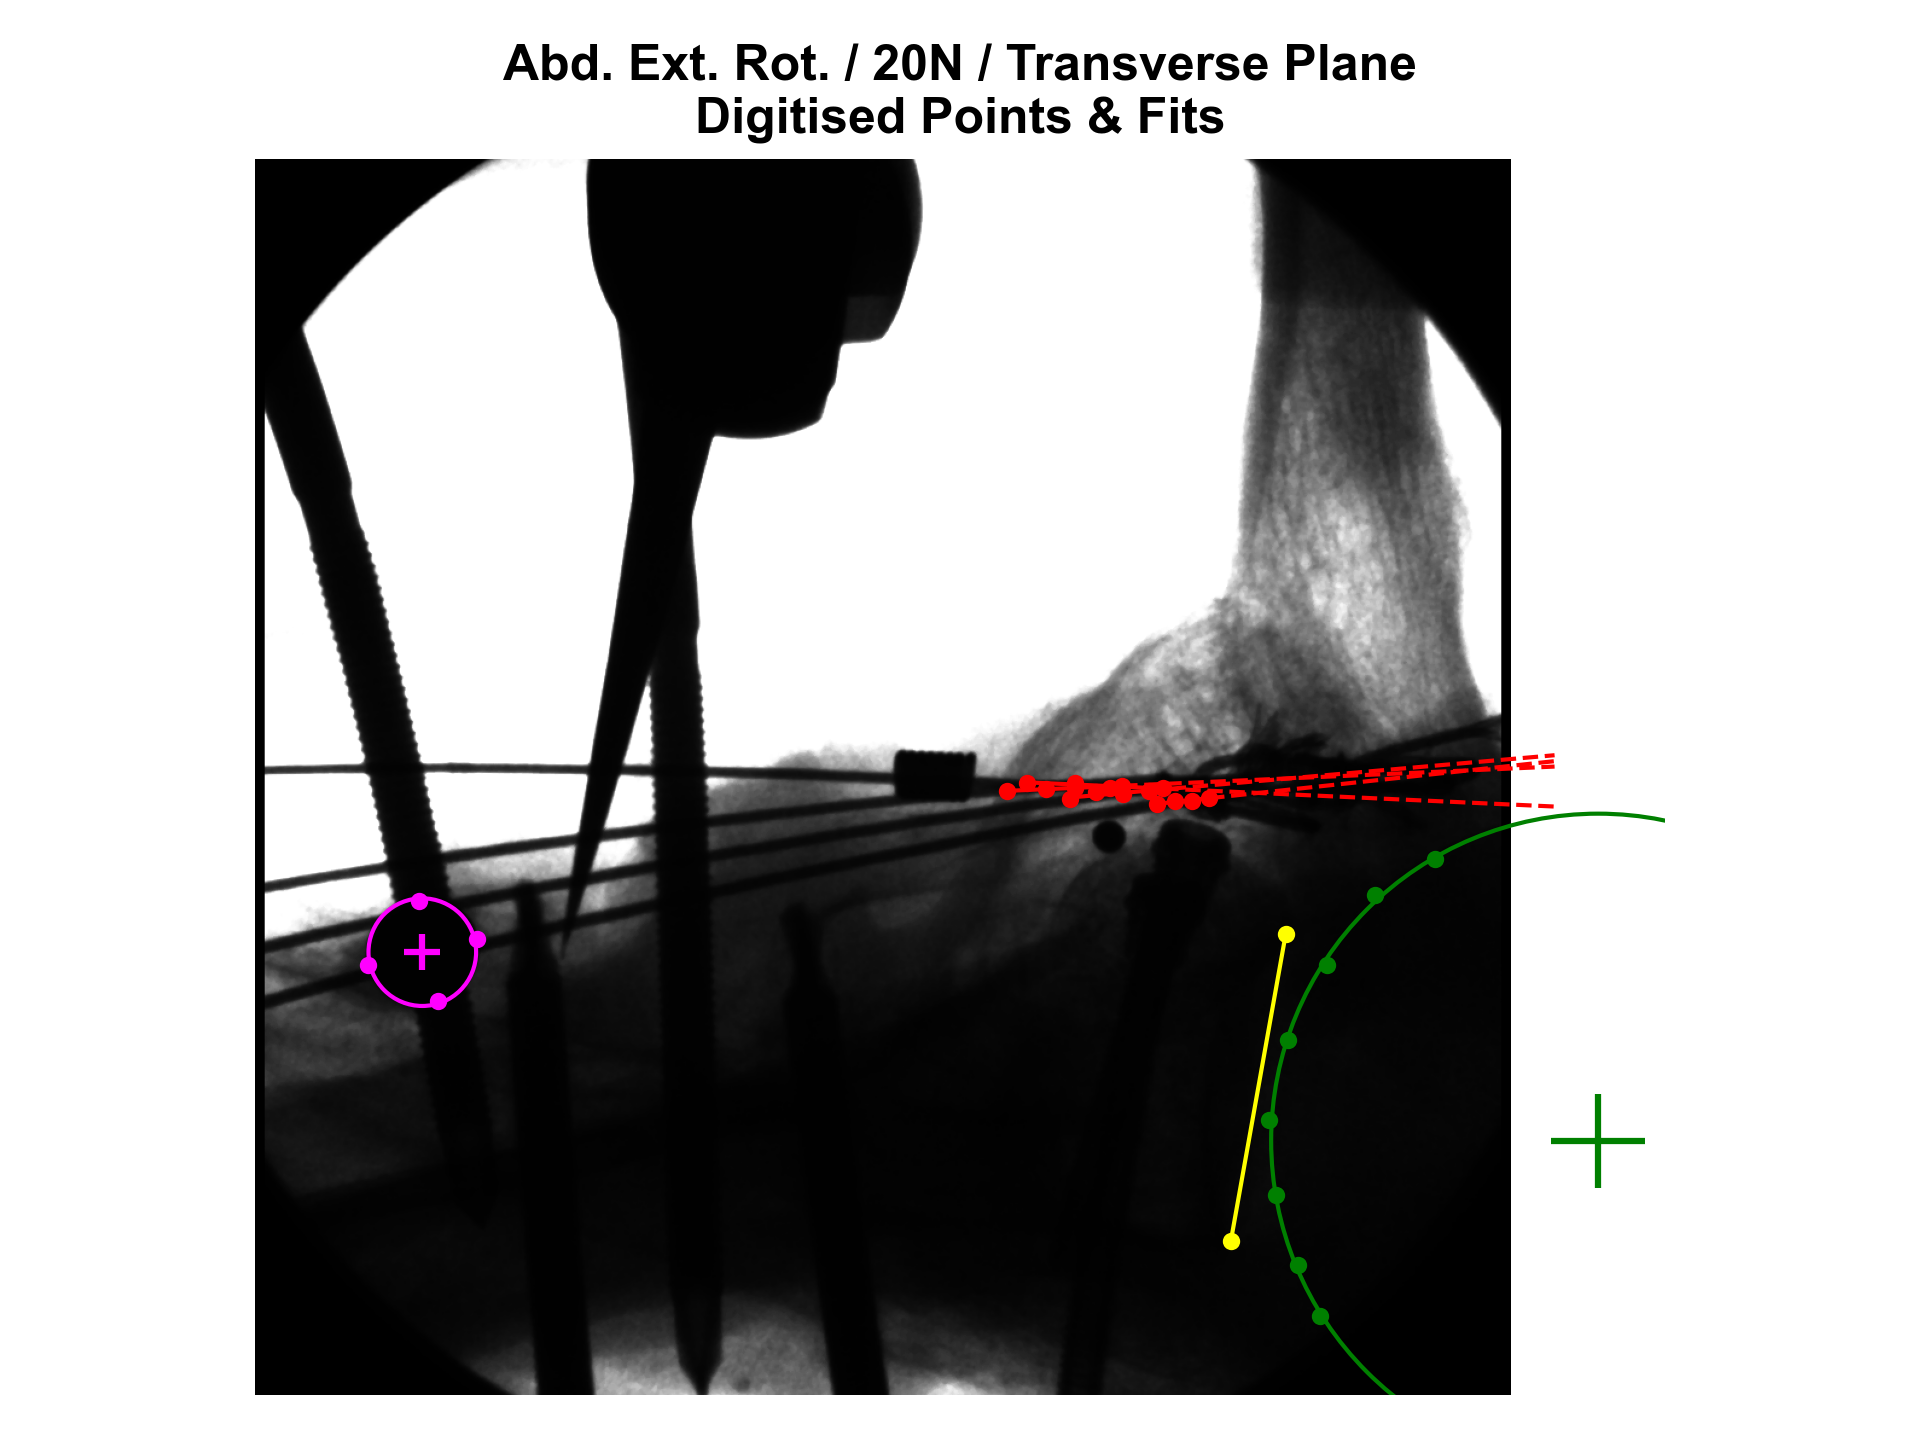 Abd. Ext. Rot. / 20N / Transverse Plane
Digitised Points & Fits